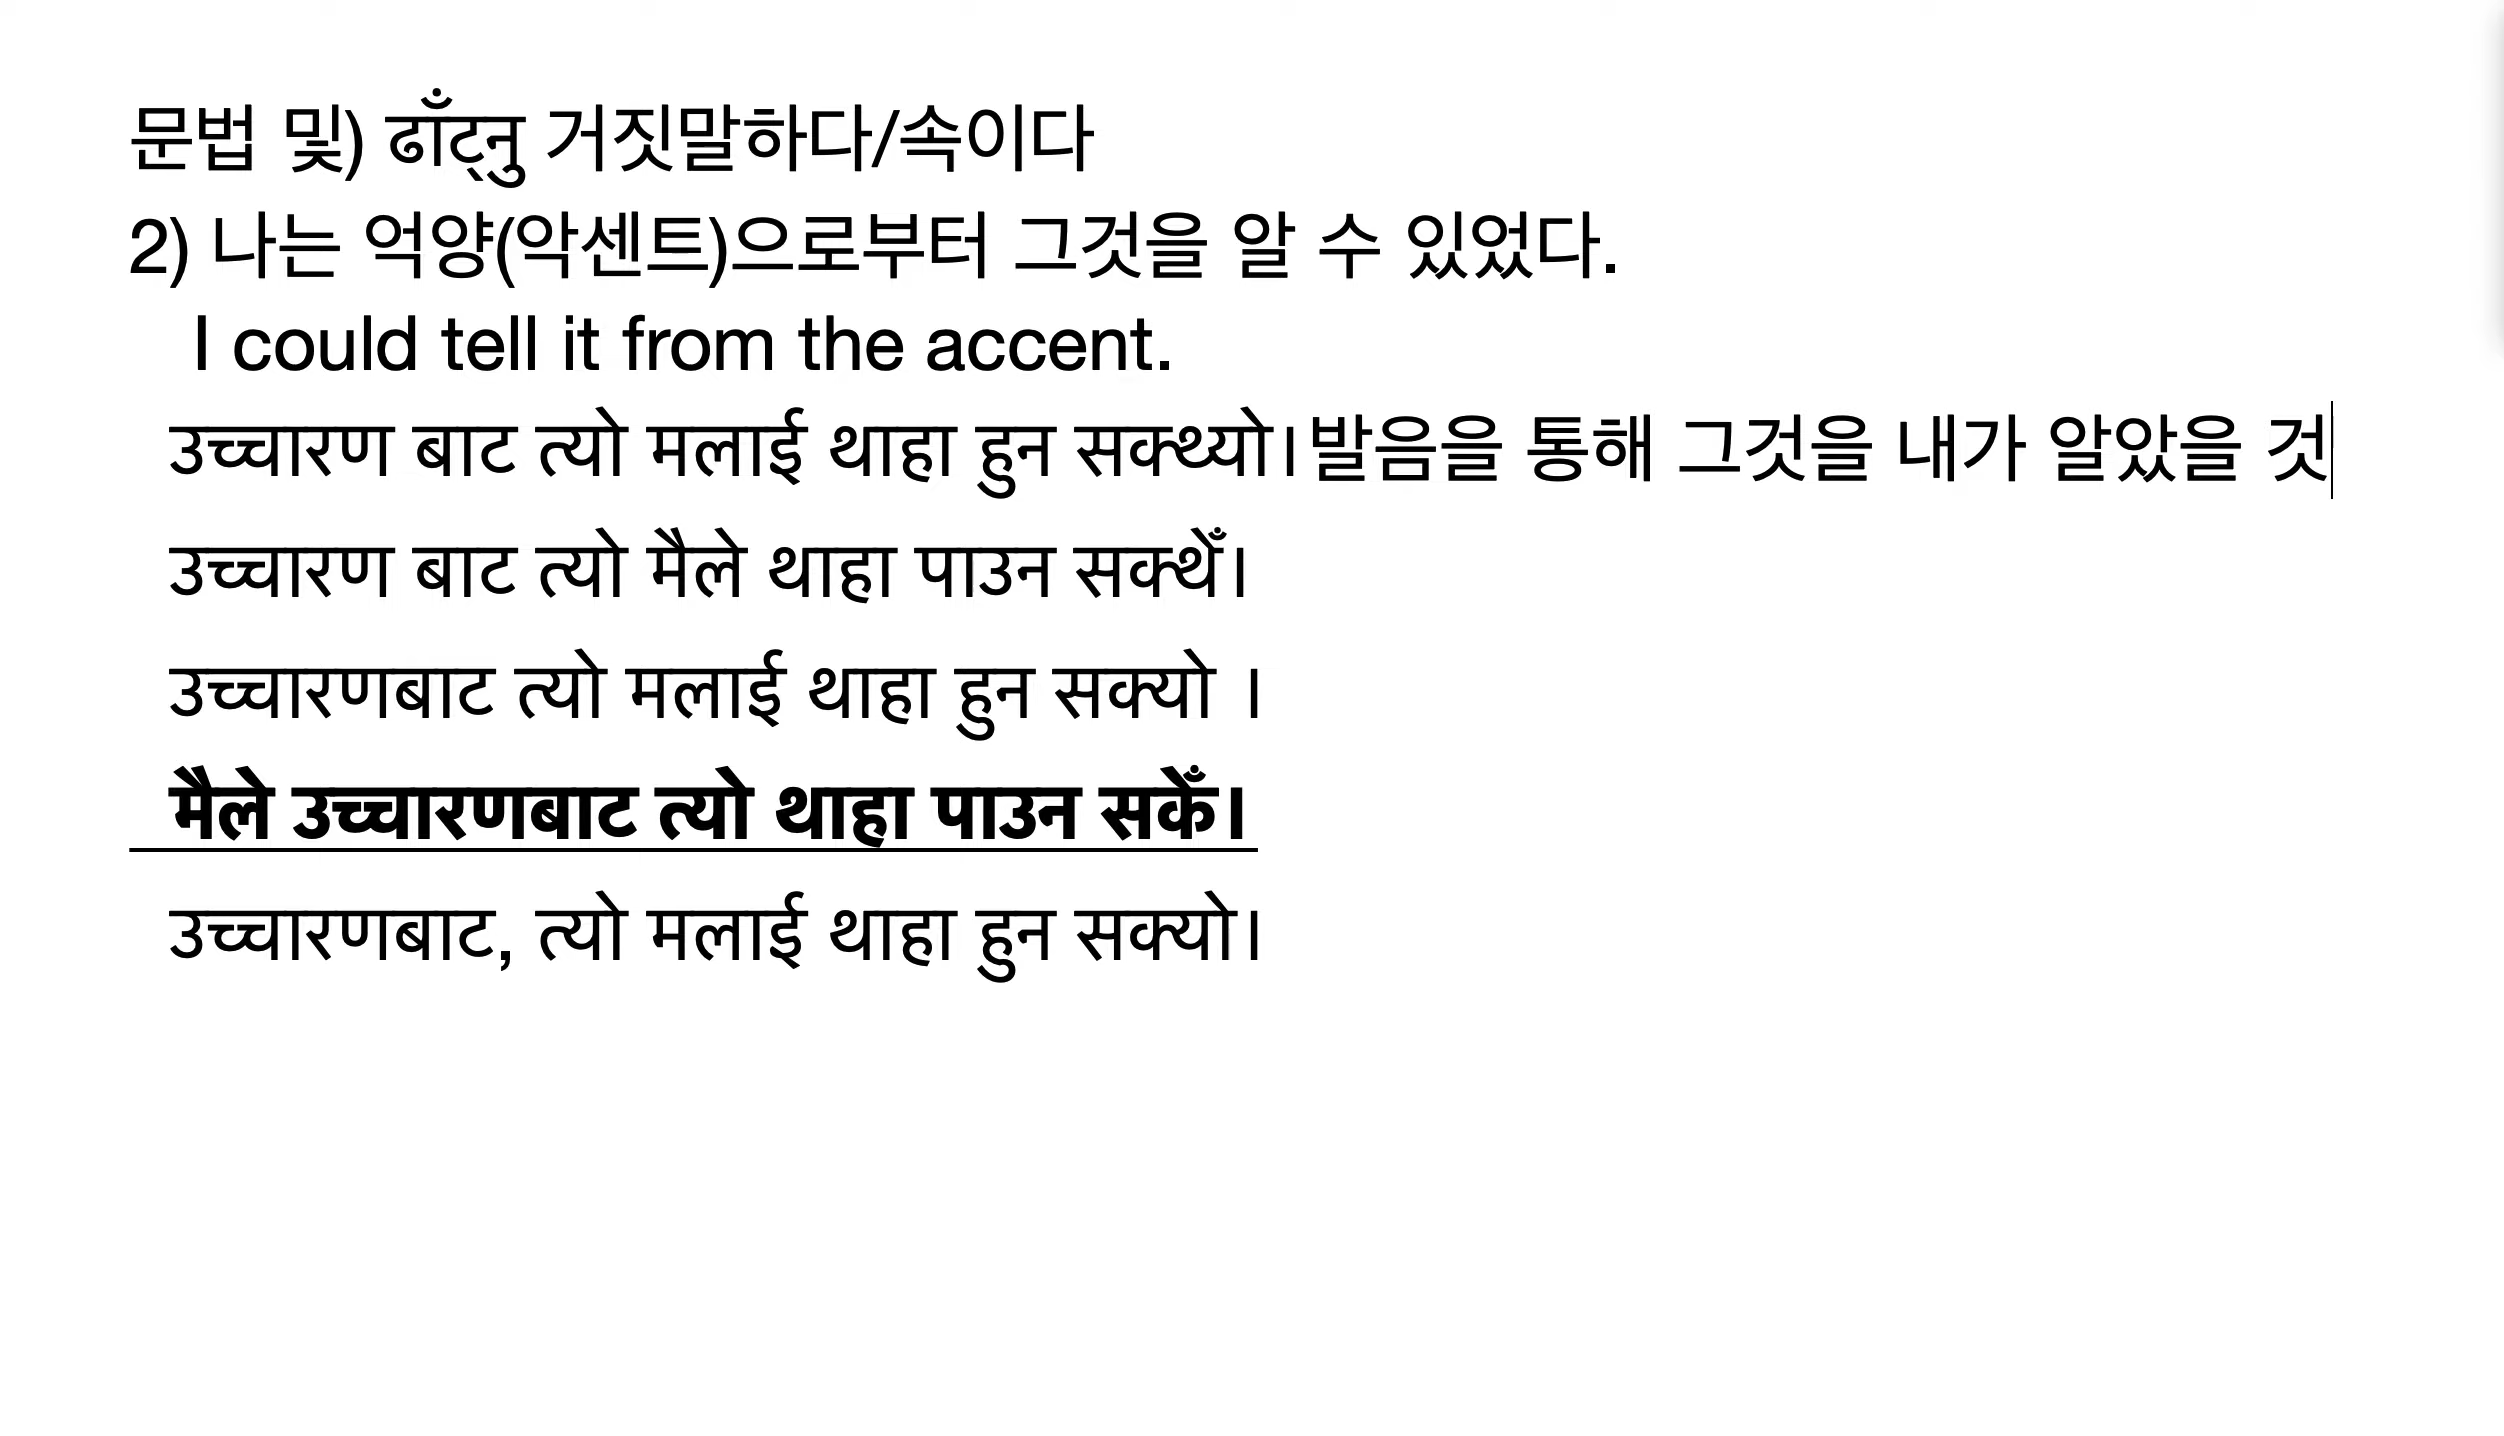 문법 및) ढाँट्नु 거짓말하다/속이다
2) 나는 억양(악센트)으로부터 그것을 알 수 있었다.
I could tell it from the accent.
उच्चारण बाट त्यो मलाई थाहा हुन सक्थ्यो। 발음을 통해 그것을 내가 알았을 것
उच्चारण बाट त्यो मैले थाहा पाउन सक्थेँ।
उच्चारणबाट त्यो मलाई थाहा हुन सक्यो ।
मैले उच्चारणबाट त्यो थाहा पाउन सकेँ।
उच्चारणबाट, त्यो मलाई थाहा हुन सक्यो।